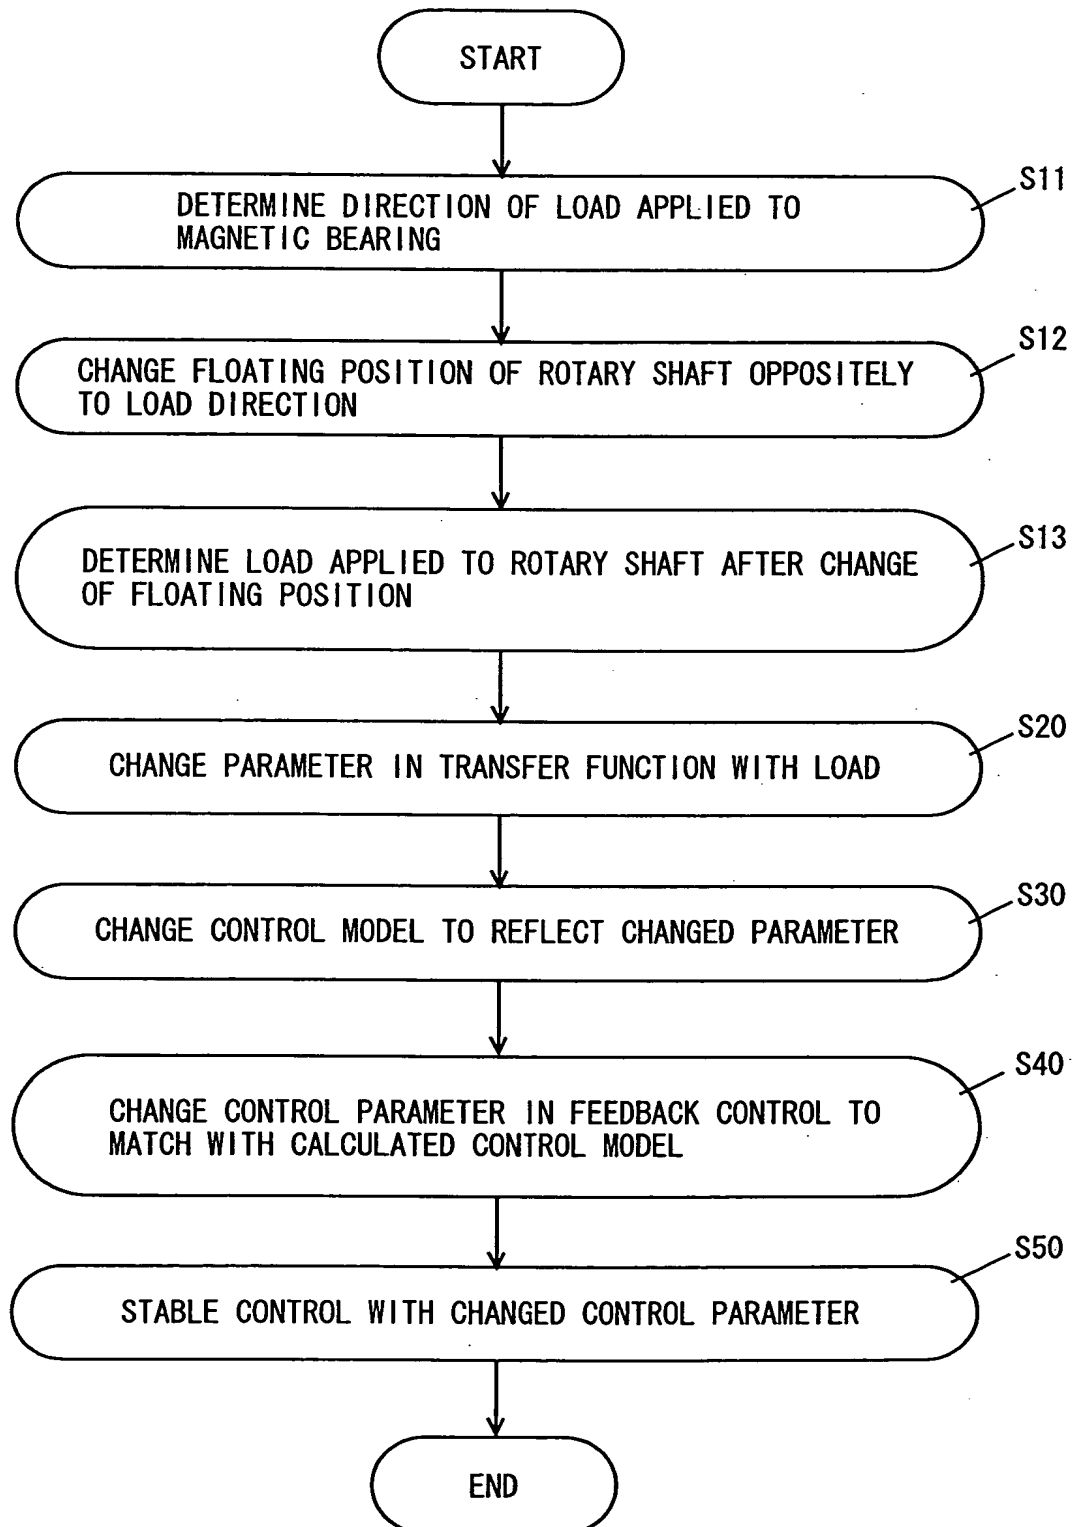 START
S11
DETERMINE DIRECTION OF LOAD APPLIED TO
MAGNETIC BEARING
S12
CHANGE FLOATING POSITION OF ROTARY SHAFT OPPOSITELY
TO LOAD DIRECTION
S13
DETERMINE LOAD APPLIED TO ROTARY SHAFT AFTER CHANGE
OF FLOATING POSITION
S20
CHANGE PARAMETER IN TRANSFER FUNCTION WITH LOAD
S30
CHANGE CONTROL MODEL TO REFLECT CHANGED PARAMETER
S40
CHANGE CONTROL PARAMETER IN FEEDBACK CONTROL TO
MATCH WITH CALCULATED CONTROL MODEL
S50
STABLE CONTROL WITH CHANGED CONTROL PARAMETER
END